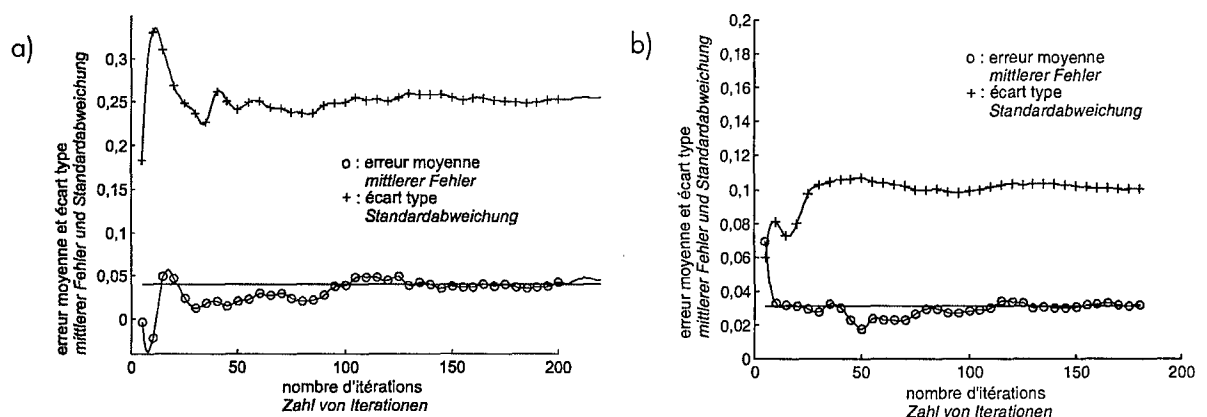 a)
erreur moyenne et écart type
mittlerer Fehler und Standardabweichung
0,3
0,25
0,2
0,05
0
o : erreur moyenne
mittlerer Fehler
+ : écart type
Standardabweichung
0 50 100 150 200
nombre d'itérations
Zahl von Iterationen
b)
erreur moyenne et écart type
mittlerer Fehler und Standardabweichung
0,2
0,18
0,16
0,14
0,12
0,1
0,08
0,06
0,04
0,02
0
o : erreur moyenne
mittlerer Fehler
+ : écart type
Standardabweichung
0 50 100 150 200
nombre d'itérations
Zahl von Iterationen